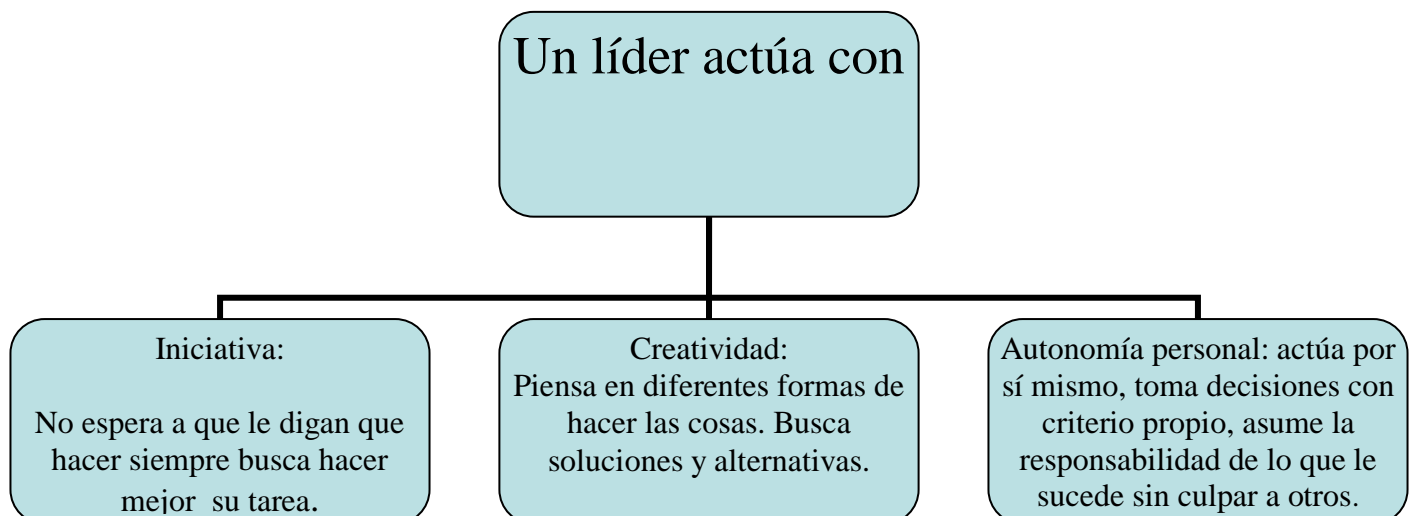 Un líder actúa con
Iniciativa:
No espera a que le digan que
hacer siempre busca hacer
mejor su tarea.
Creatividad:
Piensa en diferentes formas de
hacer las cosas. Busca
soluciones y alternativas.
Autonomía personal: actúa por
sí mismo, toma decisiones con
criterio propio, asume la
responsabilidad de lo que le
sucede sin culpar a otros.